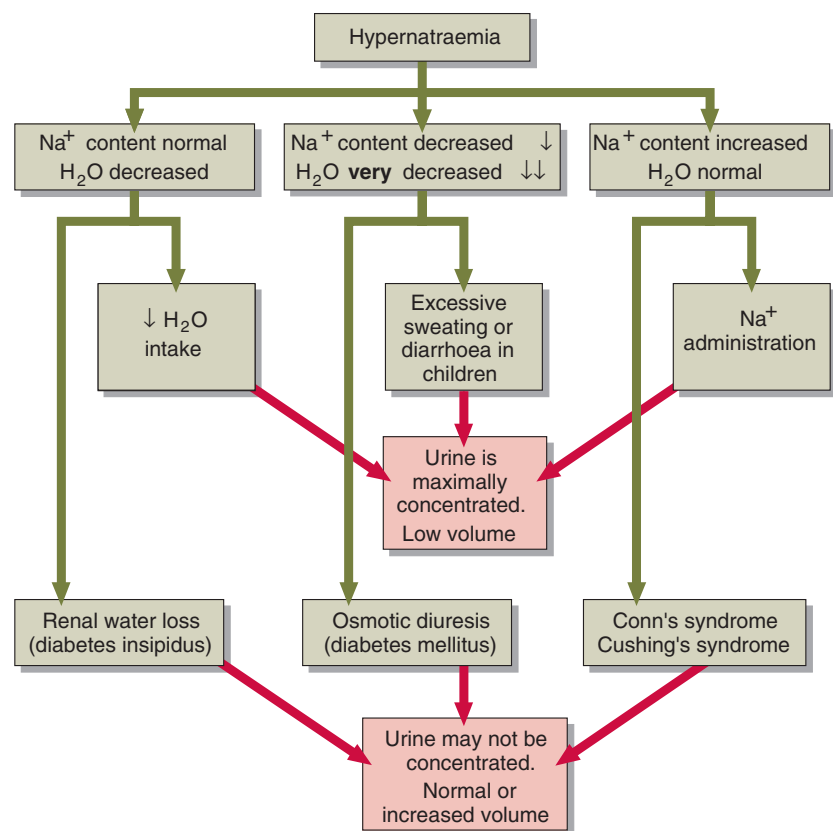 Hypernatraemia
Na+ content normal
H2O decreased
Na+ content decreased ↓
H2O very decreased ↓↓
Na+ content increased
H2O normal
↓ H2O
intake
Excessive
sweating or
diarrhoea in
children
Na+
administration
Urine is
maximally
concentrated.
Low volume
Renal water loss
(diabetes insipidus)
Osmotic diuresis
(diabetes mellitus)
Conn's syndrome
Cushing's syndrome
Urine may not be
concentrated.
Normal or
increased volume